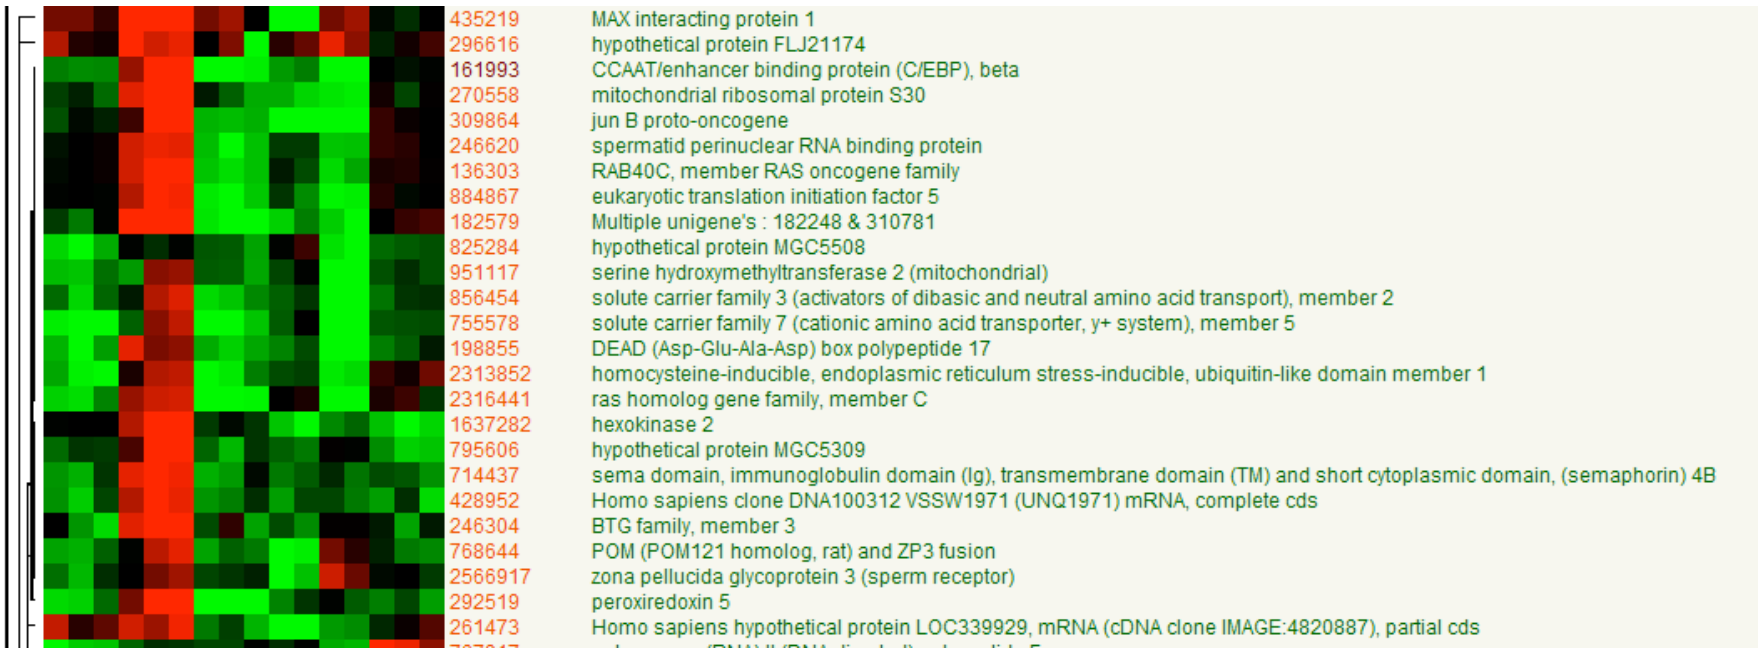 435219 MAX interacting protein 1
296616 hypothetical protein FLJ21174
161993 CCAAT/enhancer binding protein (C/EBP), beta
270558 mitochondrial ribosomal protein S30
309864 jun B proto-oncogene
246620 spermatid perinuclear RNA binding protein
136303 RAB40C, member RAS oncogene family
884867 eukaryotic translation initiation factor 5
182579 Multiple unigene's : 182248 & 310781
825284 hypothetical protein MGC5508
951117 serine hydroxymethyltransferase 2 (mitochondrial)
856454 solute carrier family 3 (activators of dibasic and neutral amino acid transport), member 2
755578 solute carrier family 7 (cationic amino acid transporter, y+ system), member 5
198855 DEAD (Asp-Glu-Ala-Asp) box polypeptide 17
2313852 homocysteine-inducible, endoplasmic reticulum stress-inducible, ubiquitin-like domain member 1
2316441 ras homolog gene family, member C
1637282 hexokinase 2
795606 hypothetical protein MGC5309
714437 sema domain, immunoglobulin domain (Ig), transmembrane domain (TM) and short cytoplasmic domain, (semaphorin) 4B
428952 Homo sapiens clone DNA100312 VSSW1971 (UNQ1971) mRNA, complete cds
246304 BTG family, member 3
768644 POM (POM121 homolog, rat) and ZP3 fusion
2566917 zona pellucida glycoprotein 3 (sperm receptor)
292519 peroxiredoxin 5
261473 Homo sapiens hypothetical protein LOC339929, mRNA (cDNA clone IMAGE:4820887), partial cds